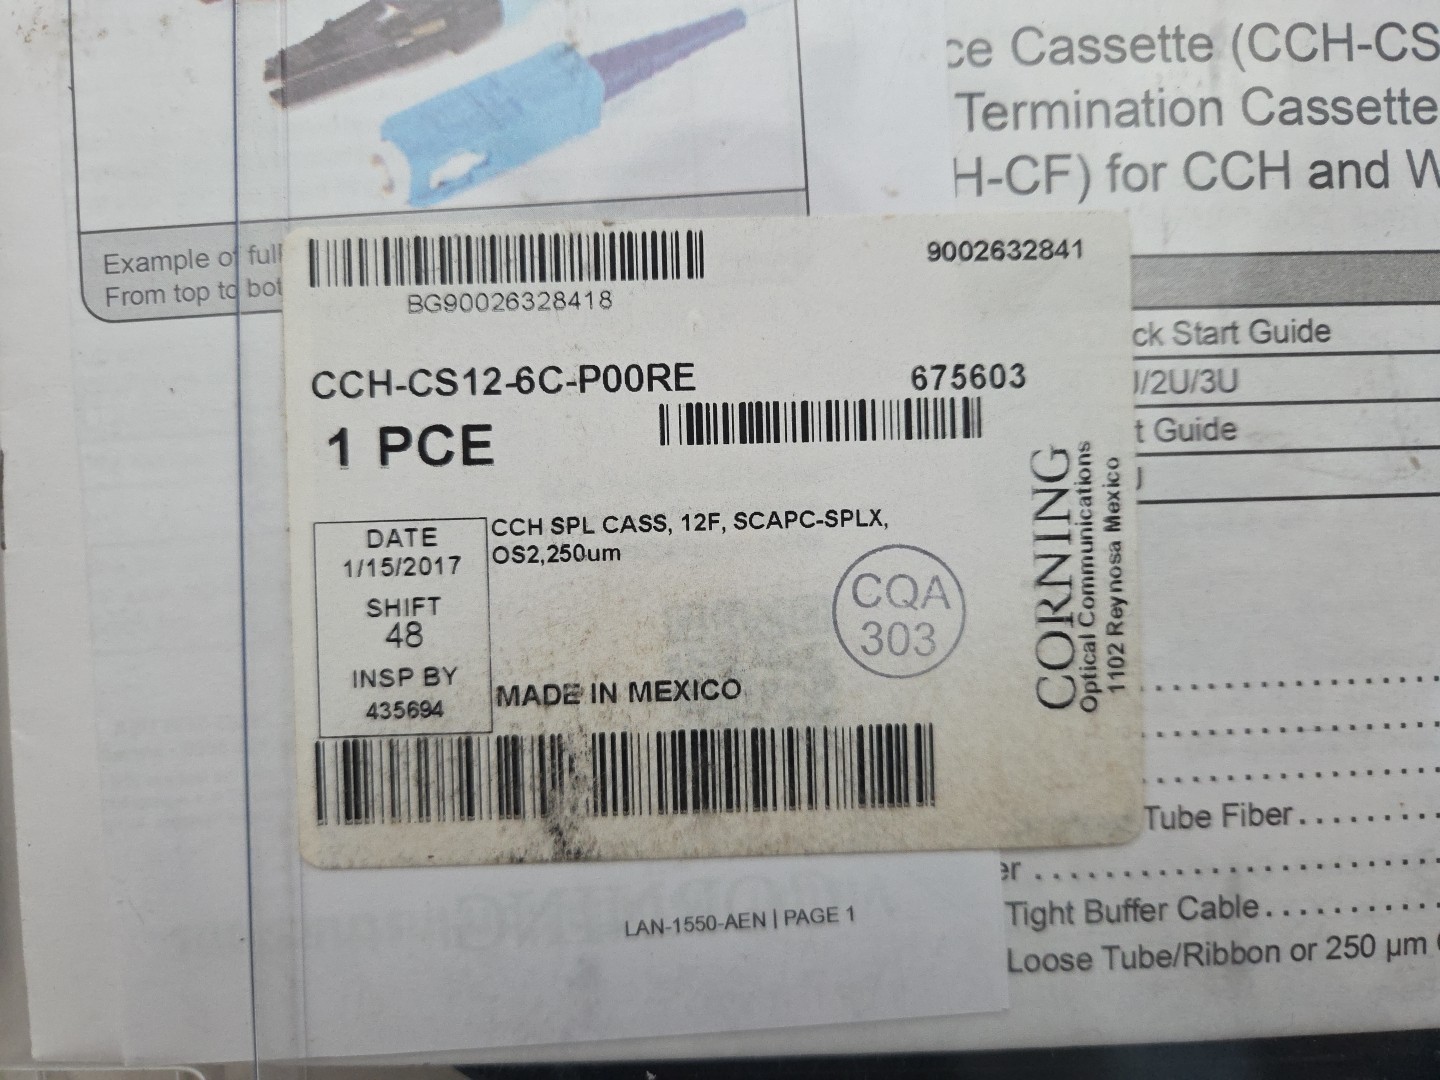 ce Cassette (CCH-CS
Termination Cassette
H-CF) for CCH and W
Example of full
From top to bot
BG90026328418
9002632841
CCH-CS12-6C-P00RE
675603
1 PCE
DATE
1/15/2017
SHIFT
48
INSP BY
435694
CCH SPL CASS, 12F, SCAPC-SPLX,
OS2,250um
CQA
303
MADE IN MEXICO
CORNING
Optical Communications
1102 Reynosa Mexico
ck Start Guide
/2U/3U
t Guide
Tube Fiber........
er ..............
Tight Buffer Cable..........
Loose Tube/Ribbon or 250 µm
LAN-1550-AEN | PAGE 1